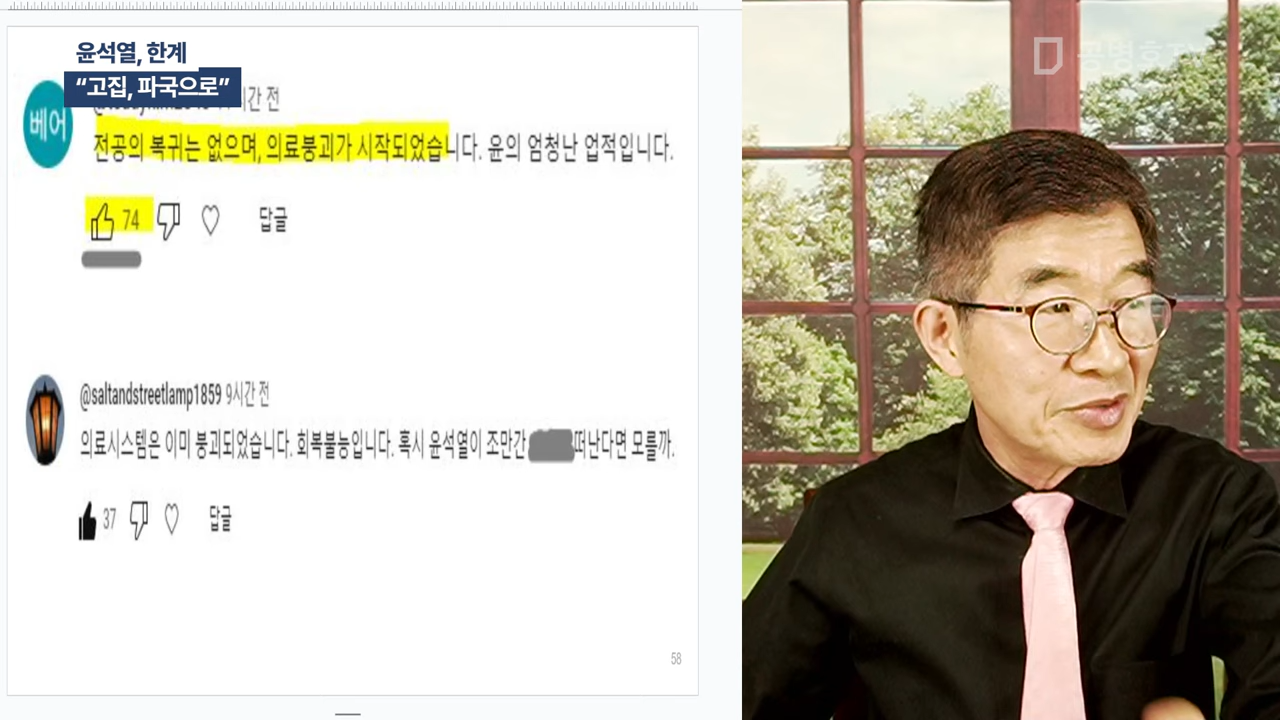 윤석열, 한계
“고집, 파국으로”
베어
간 전
전공의 복귀는 없으며, 의료붕괴가 시작되었습니다. 윤의 엄청난 업적입니다.
74 답글
@saltandstreetlamp1859 9시간 전
의료시스템은 이미 붕괴되었습니다. 회복불능입니다. 혹시 윤석열이 조만간 떠난다면 모를까.
37 답글
58